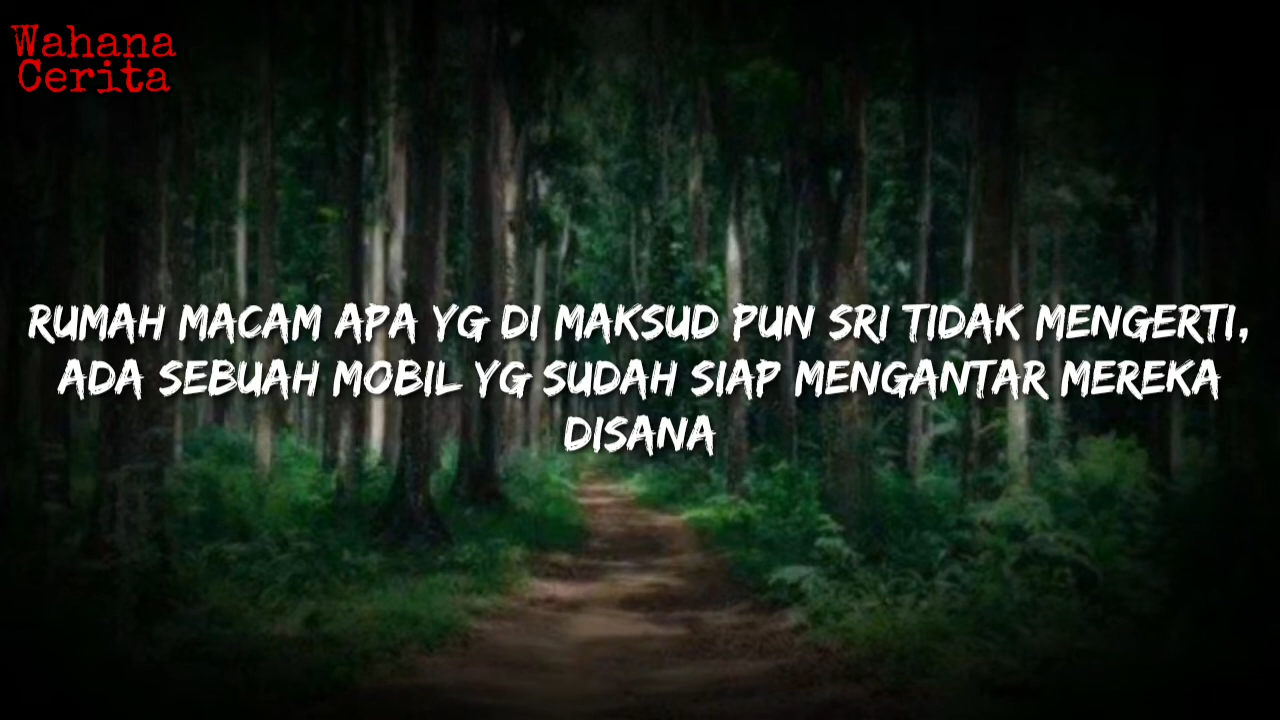 Wahana
Cerita
RUMAH MACAM APA YG DI MAKSUD PUN SRI TIDAK MENGERTI,
ADA SEBUAH MOBIL YG SUDAH SIAP MENGANTAR MEREKA
DISANA